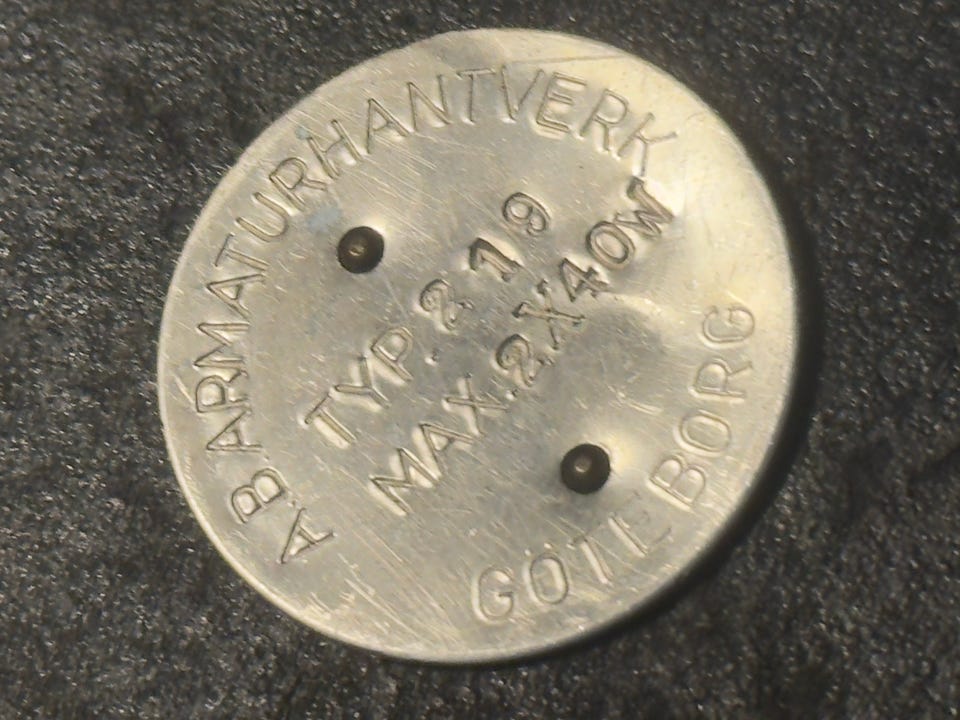 A.B ARMATURHANTVERK
TYP. 219
MAX. 2X40W
GÖTEBORG